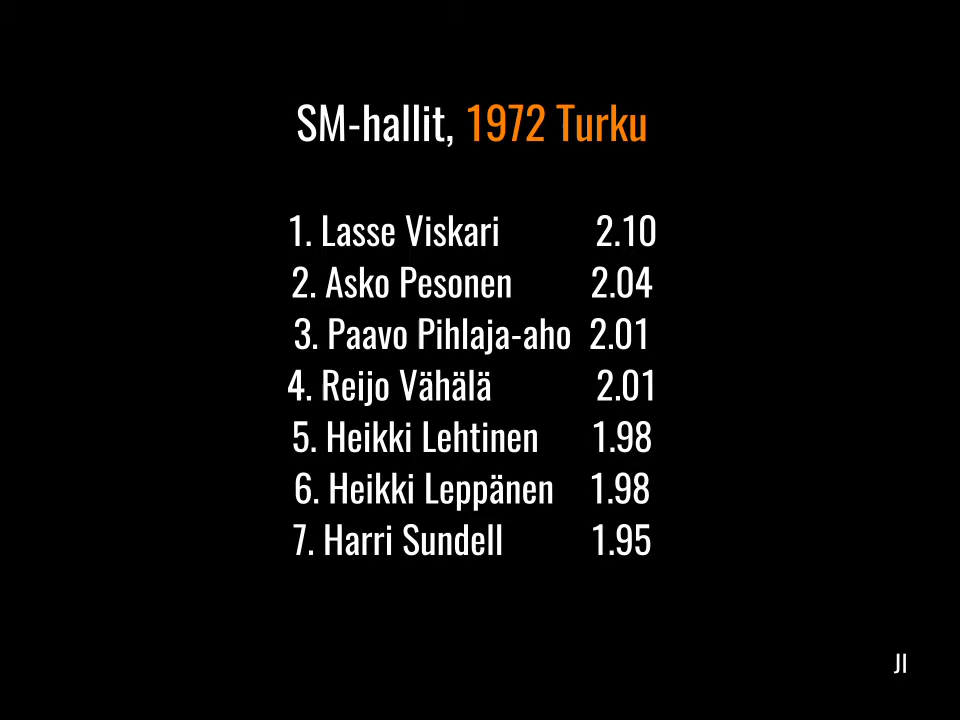 SM-hallit, 1972 Turku
1. Lasse Viskari 2.10
2. Asko Pesonen 2.04
3. Paavo Pihlaja-aho 2.01
4. Reijo Vähälä 2.01
5. Heikki Lehtinen 1.98
6. Heikki Leppänen 1.98
7. Harri Sundell 1.95
JI